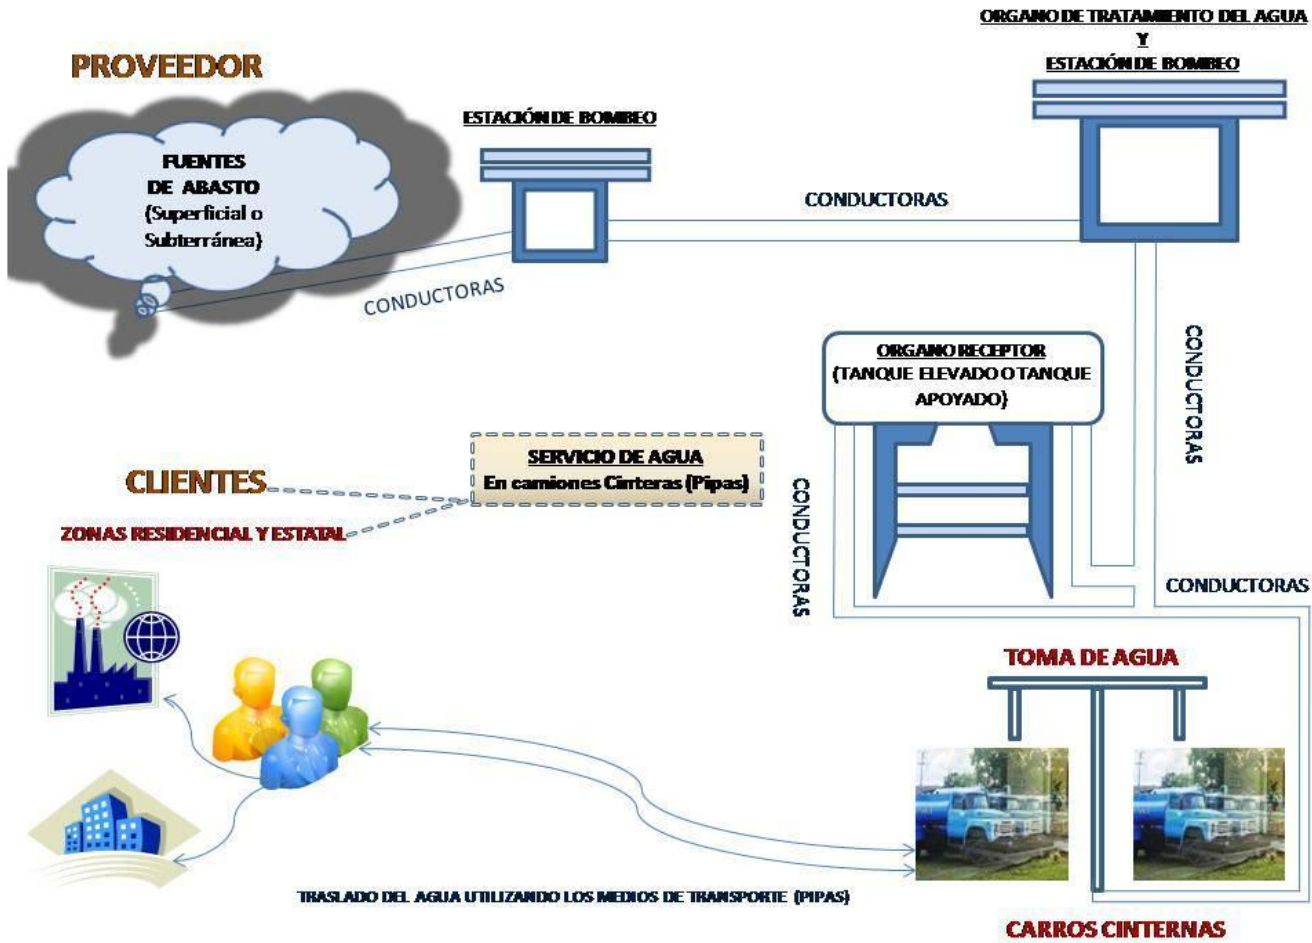 ORGANO DE TRATAMIENTO DEL AGUA
Y
ESTACIÓN DE BOMBEO
PROVEEDOR
ESTACIÓN DE BOMBEO
FUENTES
DE ABASTO
(Superficial o
Subterránea)
CONDUCTORAS
CONDUCTORAS
CONDUCTORAS
ORGANO RECEPTOR
(TANQUE ELEVADO O TANQUE
APOYADO)
SERVICIO DE AGUA
En camiones Cinteras (Pipas)
CLIENTES
ZONAS RESIDENCIAL Y ESTATAL
CONDUCTORAS
CONDUCTORAS
TOMA DE AGUA
TRASLADO DEL AGUA UTILIZANDO LOS MEDIOS DE TRANSPORTE (PIPAS)
CARROS CINTERNAS